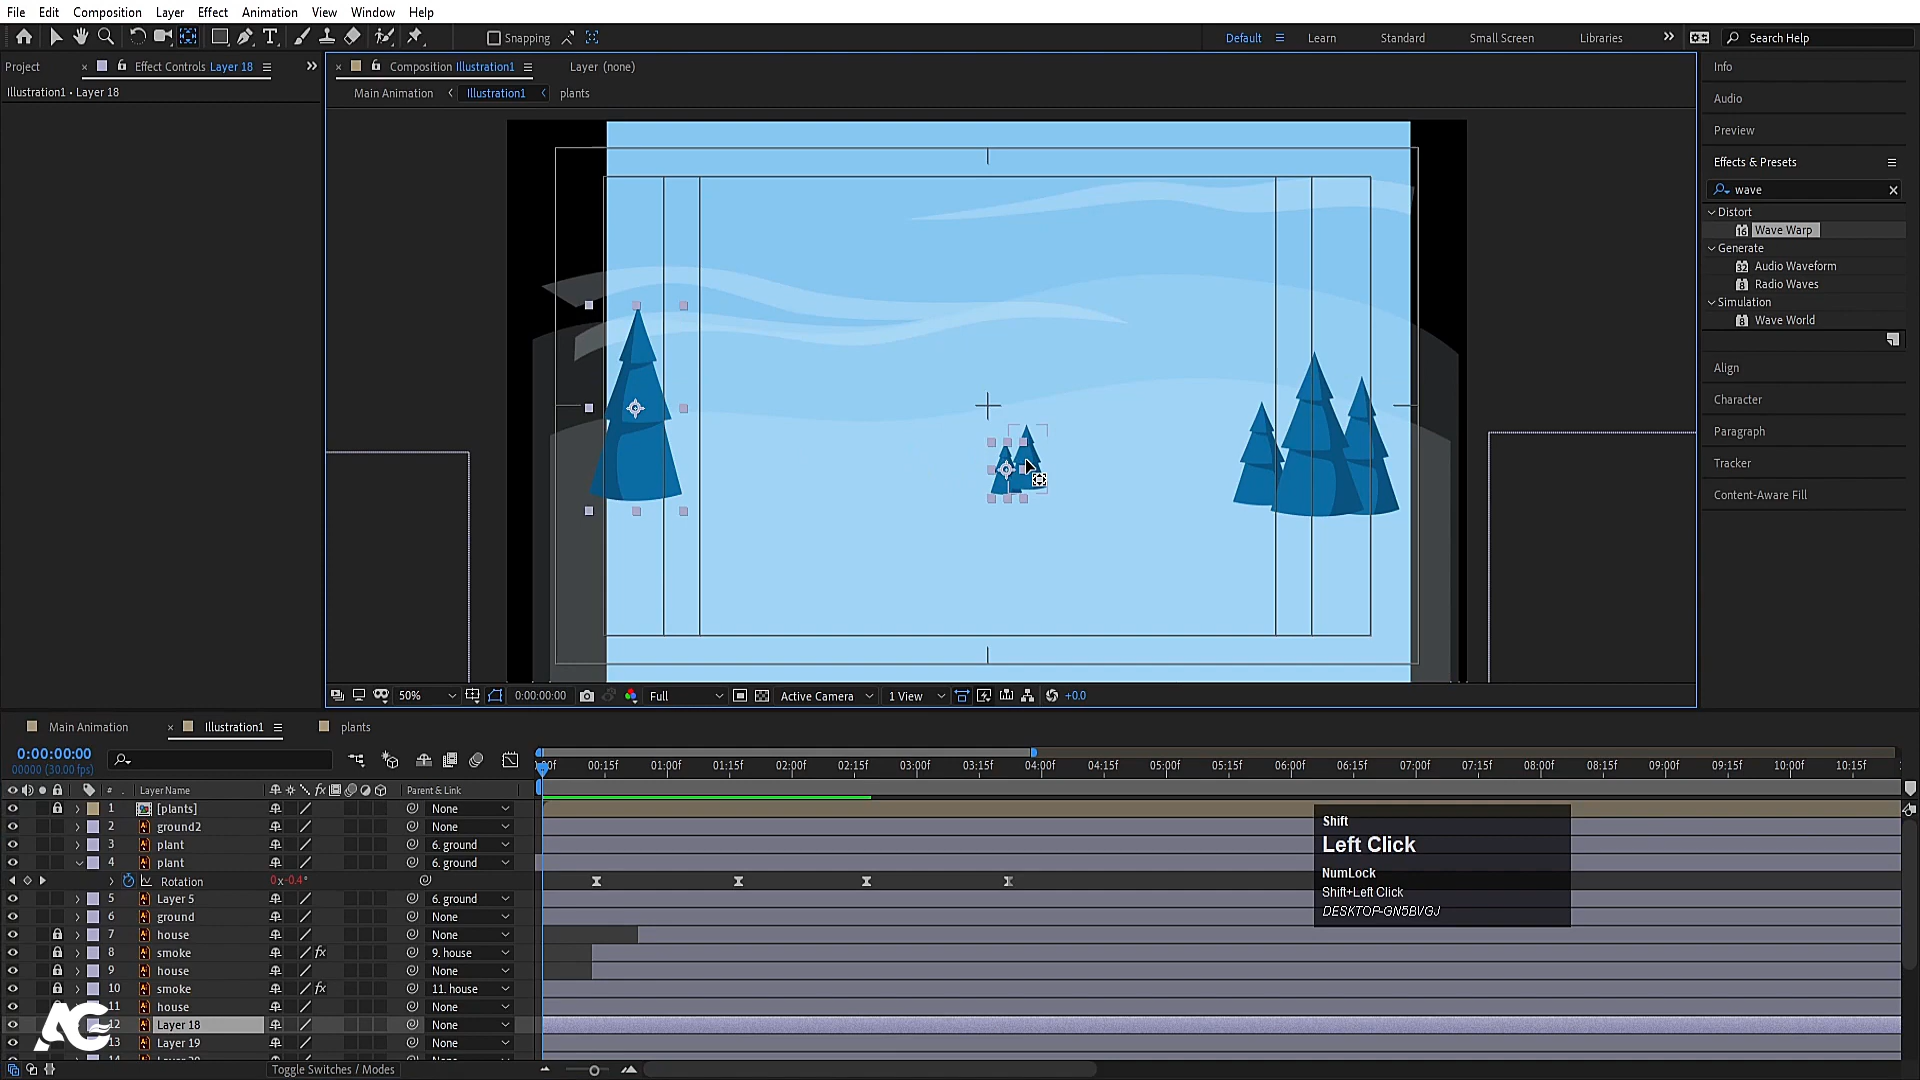 File Edit Composition Layer Effect Animation View Window Help
Snapping
Default Learn Standard Small Screen Libraries Search Help
Project Effect Controls Layer 18
Illustration1 • Layer 18
Composition Illustration1 Layer (none)
Main Animation Illustration1 plants
Info
Audio
Preview
Effects & Presets
wave
Distort
Wave Warp
Generate
Audio Waveform
Radio Waves
Simulation
Wave World
Align
Character
Paragraph
Tracker
Content-Aware Fill
50% 0:00:00:00 Full Active Camera 1 View +0.0
Main Animation Illustration1 plants
0:00:00:00
00000 (30.00 fps)
00:15f 01:00f 01:15f 02:00f 02:15f 03:00f 03:15f 04:00f 04:15f 05:00f 05:15f 06:00f 06:15f 07:00f 07:15f 08:00f 08:15f 09:00f 09:15f 10:00f 10:15f
# Layer Name fx Parent & Link
1 [plants] None
2 ground2 None
3 plant 6. ground
4 plant 6. ground
Rotation 0x-0.4°
5 Layer 5 6. ground
6 ground None
7 house None
8 smoke fx 9. house
9 house None
10 smoke fx 11. house
11 house None
12 Layer 18 None
13 Layer 19 None
Toggle Switches / Modes
Shift
Left Click
NumLock
Shift+Left Click
DESKTOP-GN5BVGJ
AG